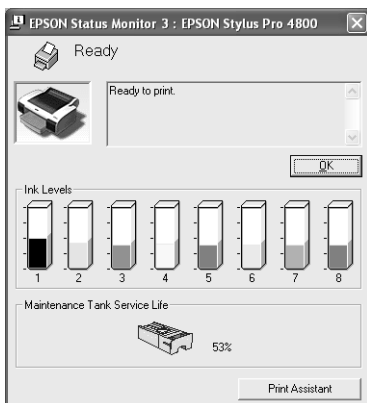 EPSON Status Monitor 3 : EPSON Stylus Pro 4800
Ready
Ready to print.
OK
Ink Levels
1 2 3 4 5 6 7 8
Maintenance Tank Service Life
53%
Print Assistant